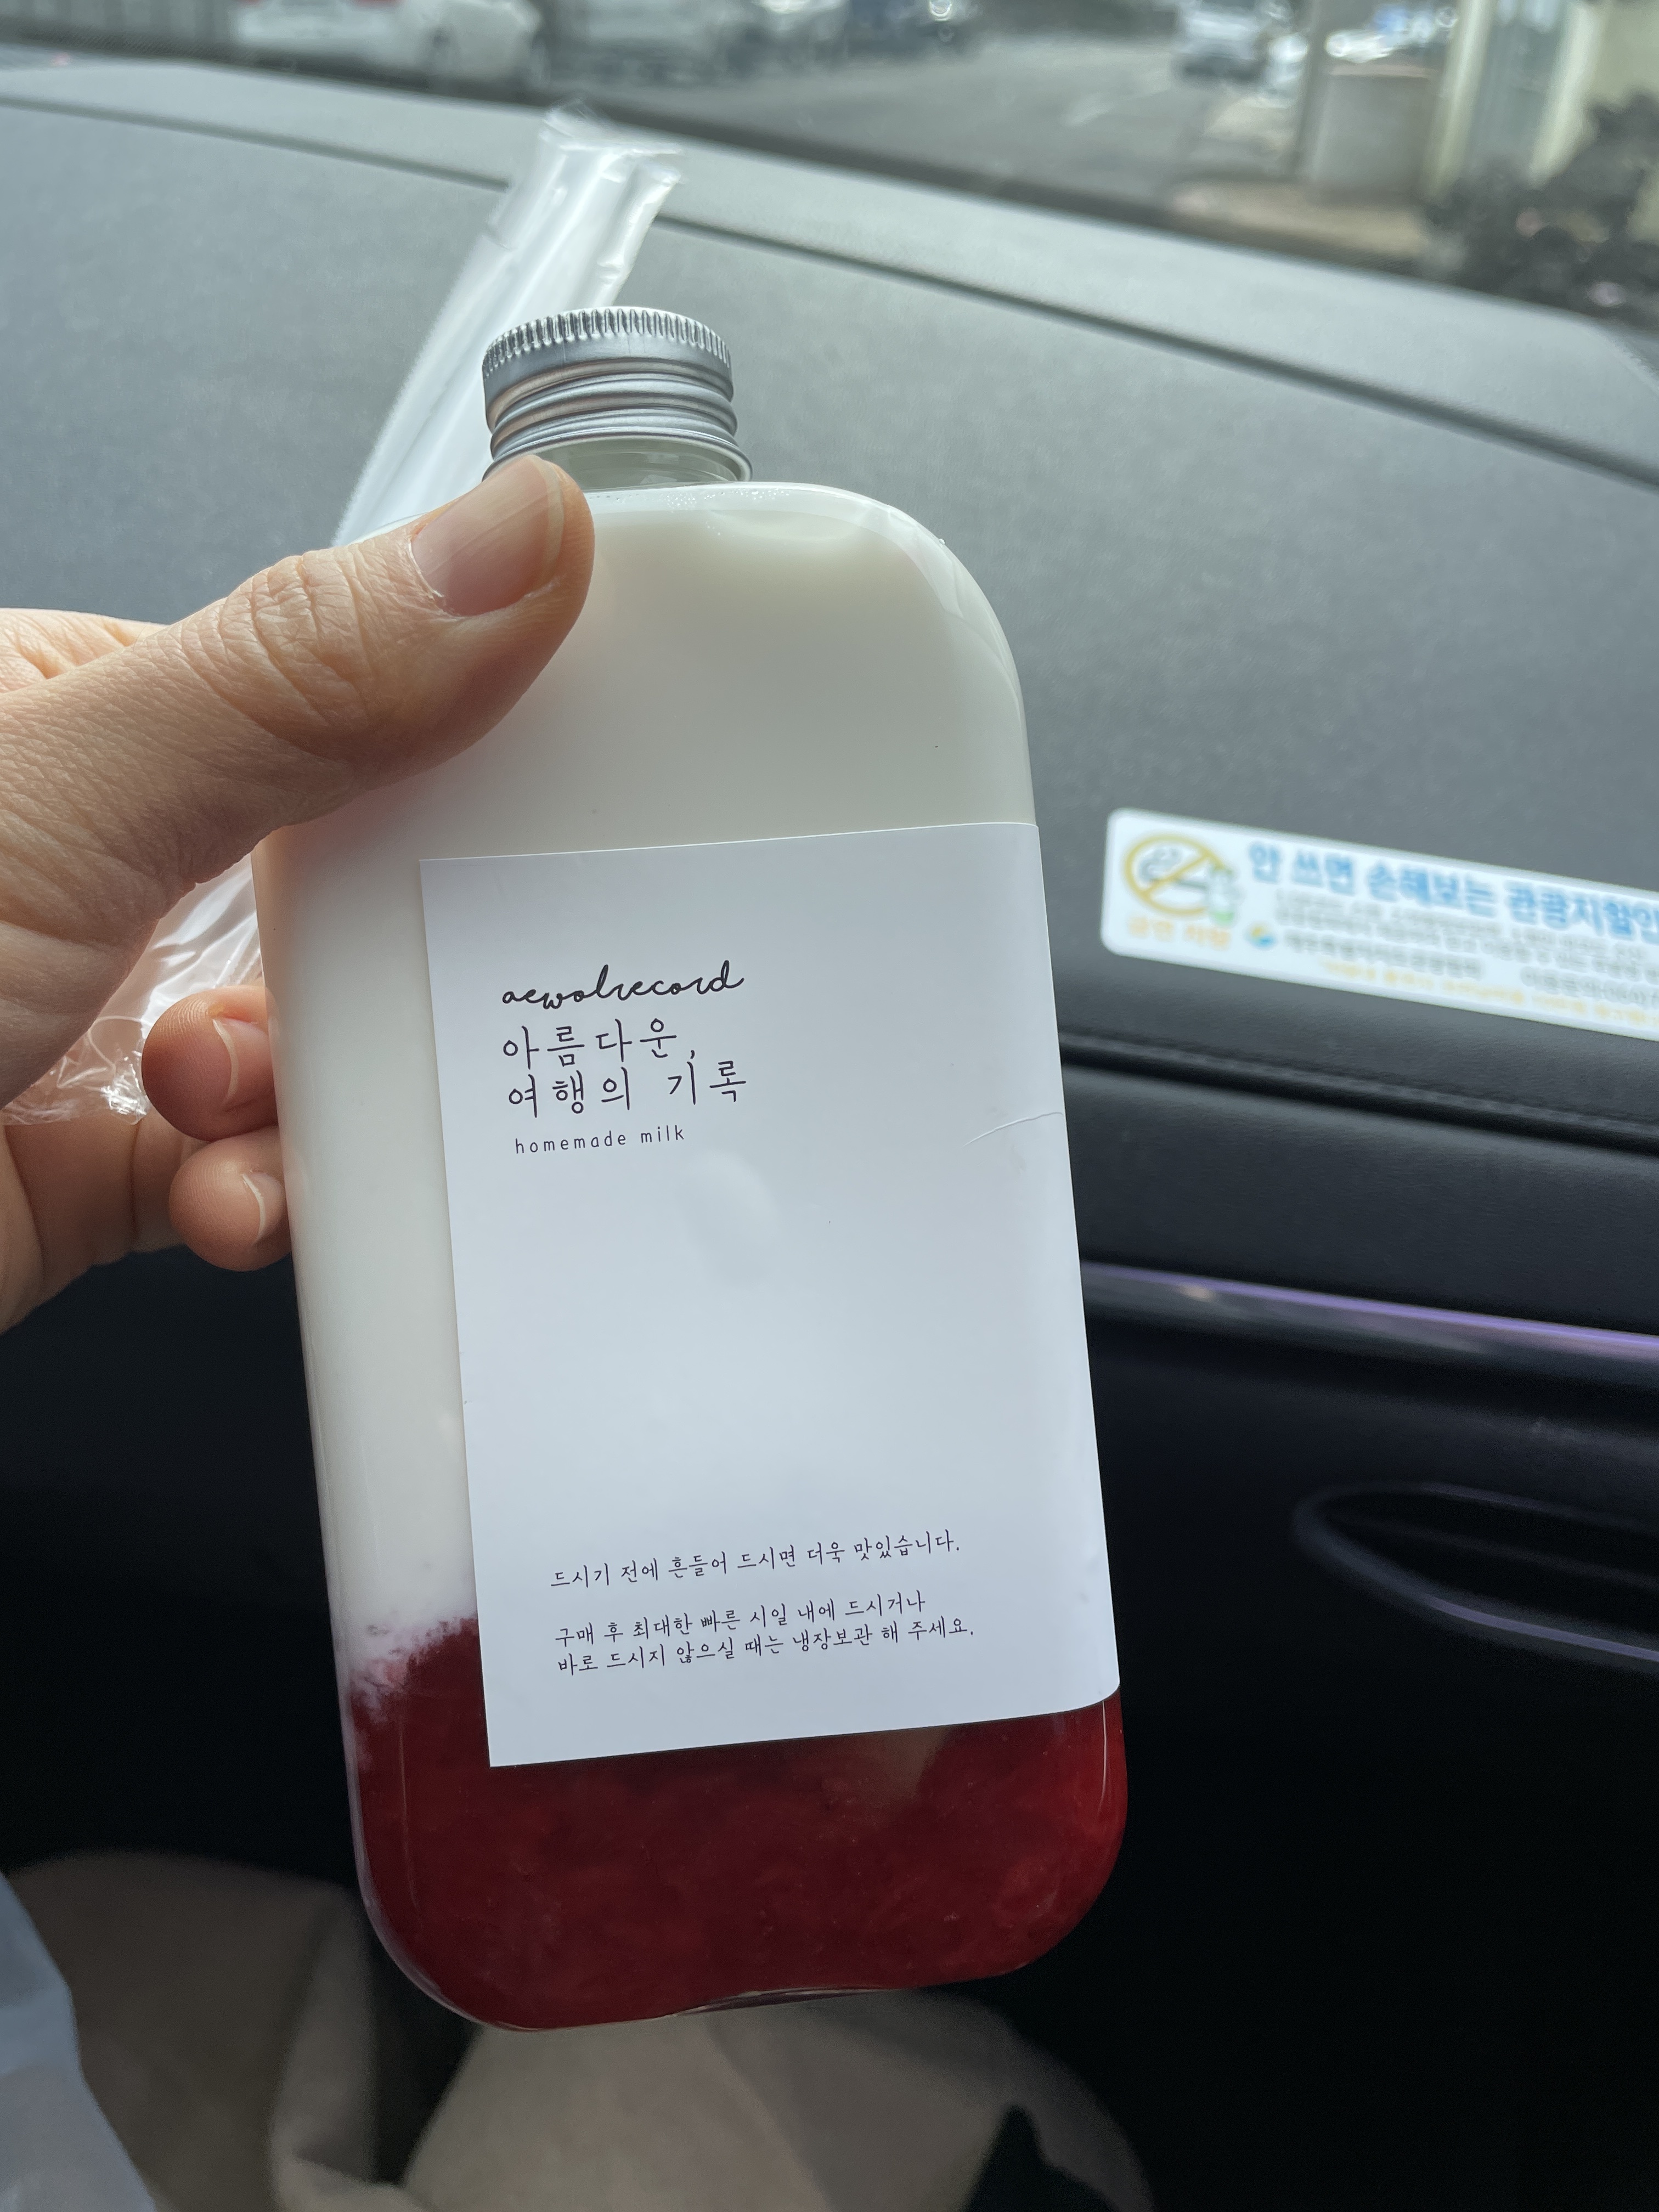 aewolrecord
아름다운,
여행의 기록
homemade milk
드시기 전에 흔들어 드시면 더욱 맛있습니다.
구매 후 최대한 빠른 시일 내에 드시거나
바로 드시지 않으실 때는 냉장보관 해 주세요.
안 쓰면 손해보는 관광지할인
금연 차량